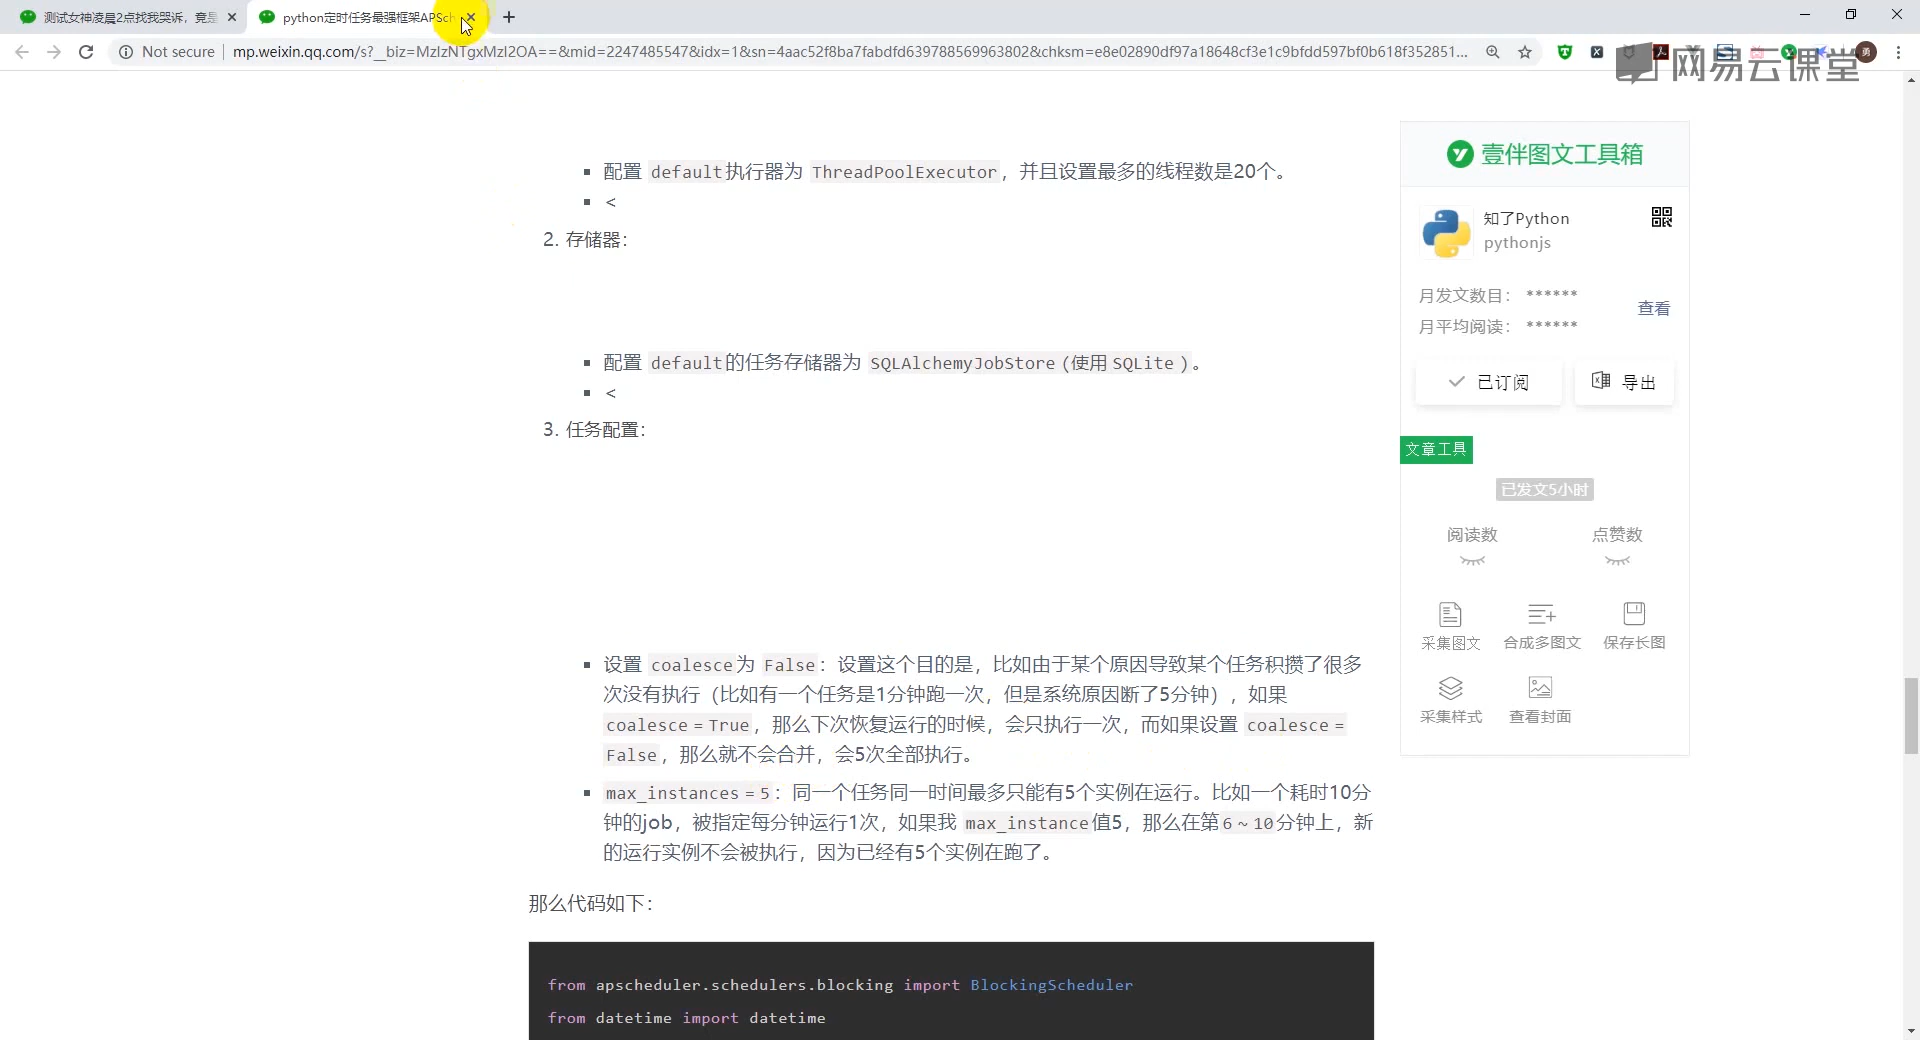 测试女神凌晨2点找我哭诉，竟是
python定时任务最强框架APSch
Not secure
mp.weixin.qq.com/s?__biz=MzIzNTgxMzI2OA==&mid=2247485547&idx=1&sn=4aac52f8ba7fabdfd639788569963802&chksm=e8e02890df97a18648cf3e1c9bfdd597bf0b618f352851...
网易云课堂
配置 default执行器为 ThreadPoolExecutor，并且设置最多的线程数是20个。
<
2. 存储器：
配置 default的任务存储器为 SQLAlchemyJobStore (使用 SQLite )。
<
3. 任务配置：
设置 coalesce为 False：设置这个目的是，比如由于某个原因导致某个任务积攒了很多
次没有执行（比如有一个任务是1分钟跑一次，但是系统原因断了5分钟），如果
coalesce = True，那么下次恢复运行的时候，会只执行一次，而如果设置 coalesce =
False，那么就不会合并，会5次全部执行。
max_instances = 5：同一个任务同一时间最多只能有5个实例在运行。比如一个耗时10分
钟的job，被指定每分钟运行1次，如果我 max_instance值5，那么在第 6 ~ 10分钟上，新
的运行实例不会被执行，因为已经有5个实例在跑了。
那么代码如下：
from apscheduler.schedulers.blocking import BlockingScheduler
from datetime import datetime
壹伴图文工具箱
知了Python
pythonjs
月发文数目： ******
月平均阅读： ******
查看
已订阅
导出
文章工具
已发文5小时
阅读数
点赞数
采集图文
合成多图文
保存长图
采集样式
查看封面